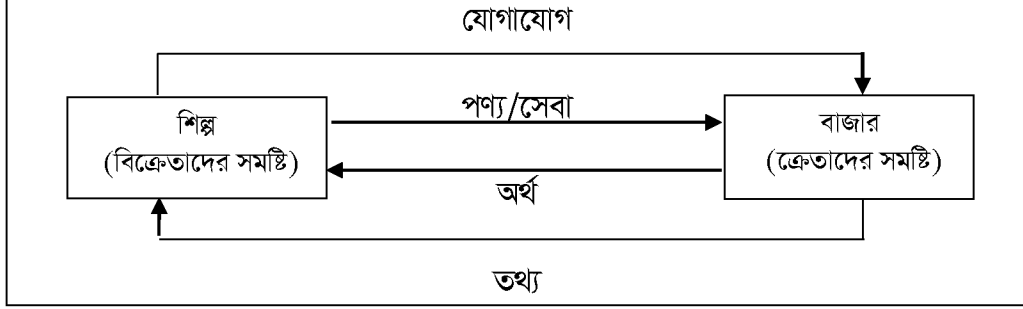 যোগাযোগ
পণ্য/সেবা
শিল্প
(বিক্রেতাদের সমষ্টি)
বাজার
(ক্রেতাদের সমষ্টি)
অর্থ
তথ্য